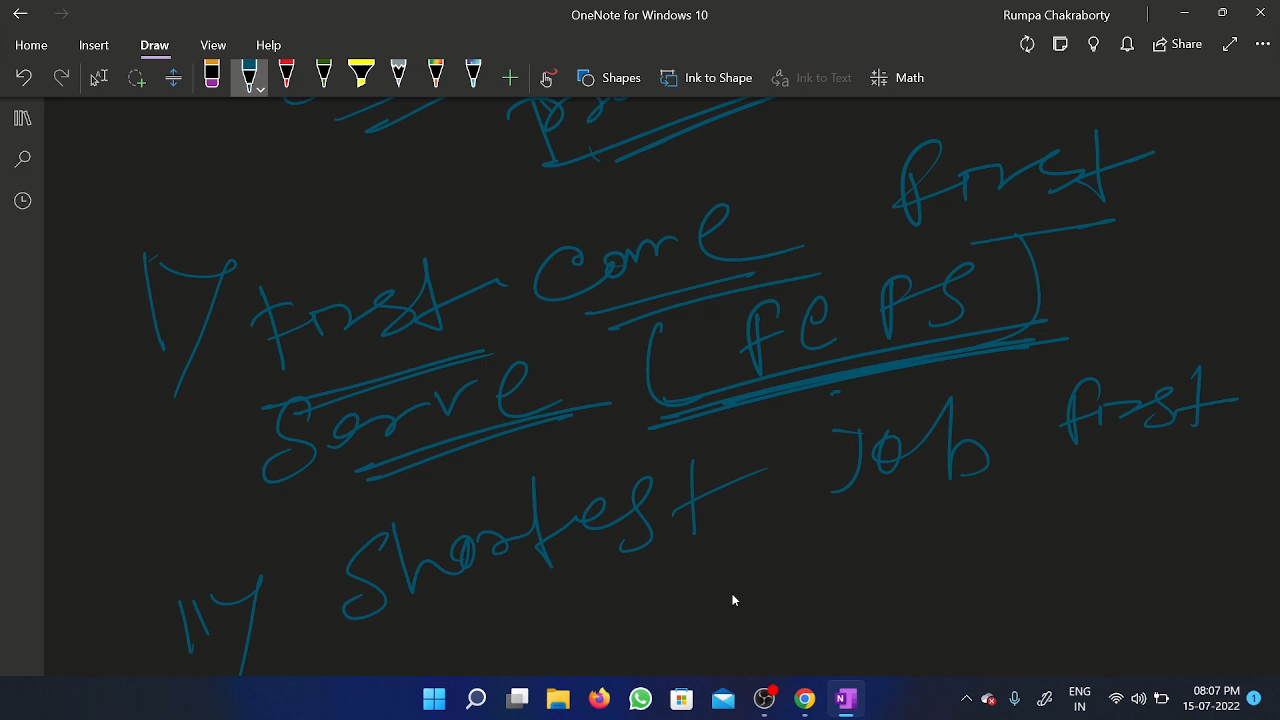 OneNote for Windows 10
Rumpa Chakraborty
Home Insert Draw View Help
Share
Shapes Ink to Shape Ink to Text Math
i) First Come first
Serve (FCFS)
ii) Shortest Job first
ENG
IN
08:07 PM
15-07-2022
1